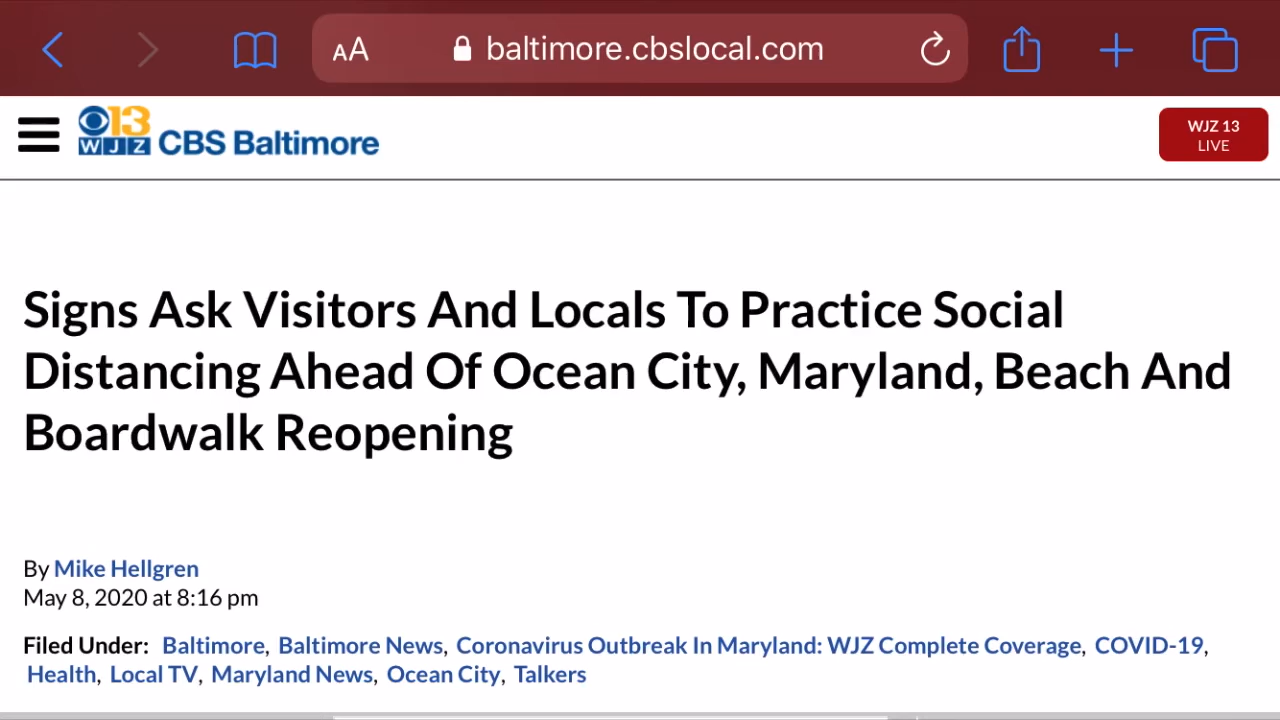 AA baltimore.cbslocal.com
13
WJZ CBS Baltimore
WJZ 13
LIVE
Signs Ask Visitors And Locals To Practice Social
Distancing Ahead Of Ocean City, Maryland, Beach And
Boardwalk Reopening
By Mike Hellgren
May 8, 2020 at 8:16 pm
Filed Under: Baltimore, Baltimore News, Coronavirus Outbreak In Maryland: WJZ Complete Coverage, COVID-19,
Health, Local TV, Maryland News, Ocean City, Talkers